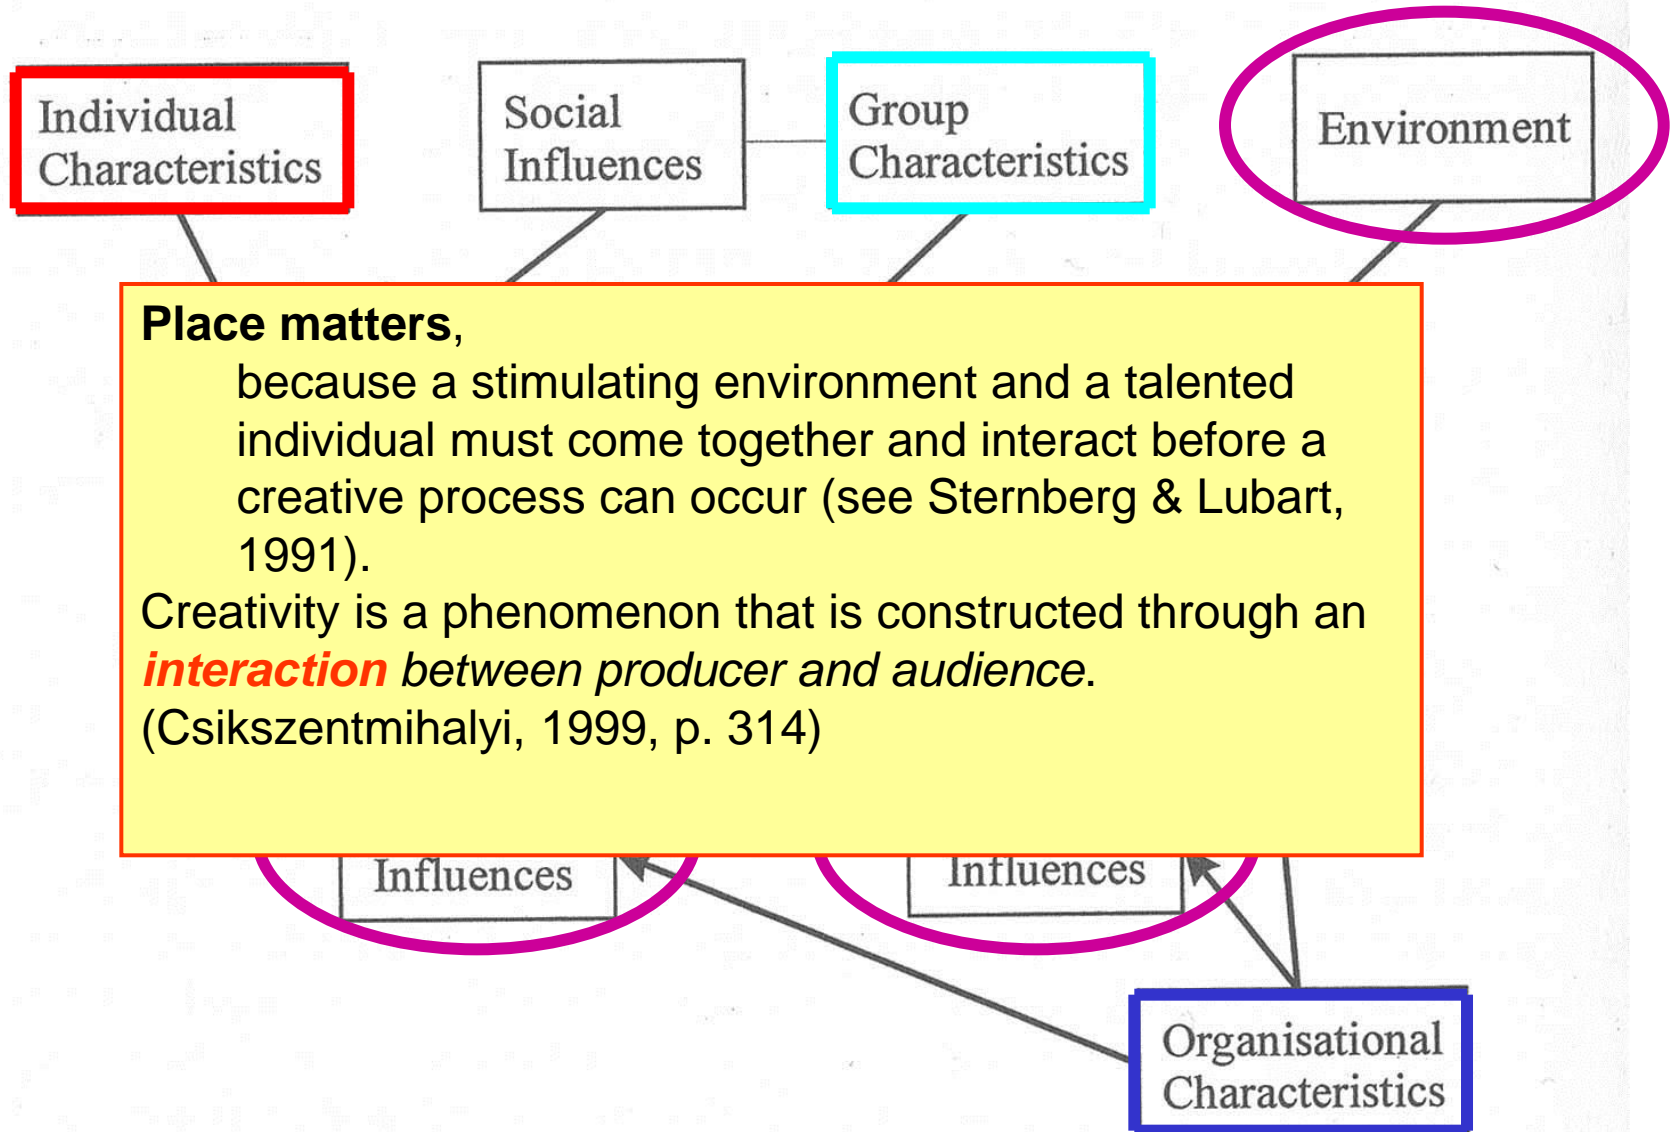 Individual
Characteristics
Social
Influences
Group
Characteristics
Environment
Place matters,
because a stimulating environment and a talented
individual must come together and interact before a
creative process can occur (see Sternberg & Lubart,
1991).
Creativity is a phenomenon that is constructed through an
interaction between producer and audience.
(Csikszentmihalyi, 1999, p. 314)
Influences
Influences
Organisational
Characteristics